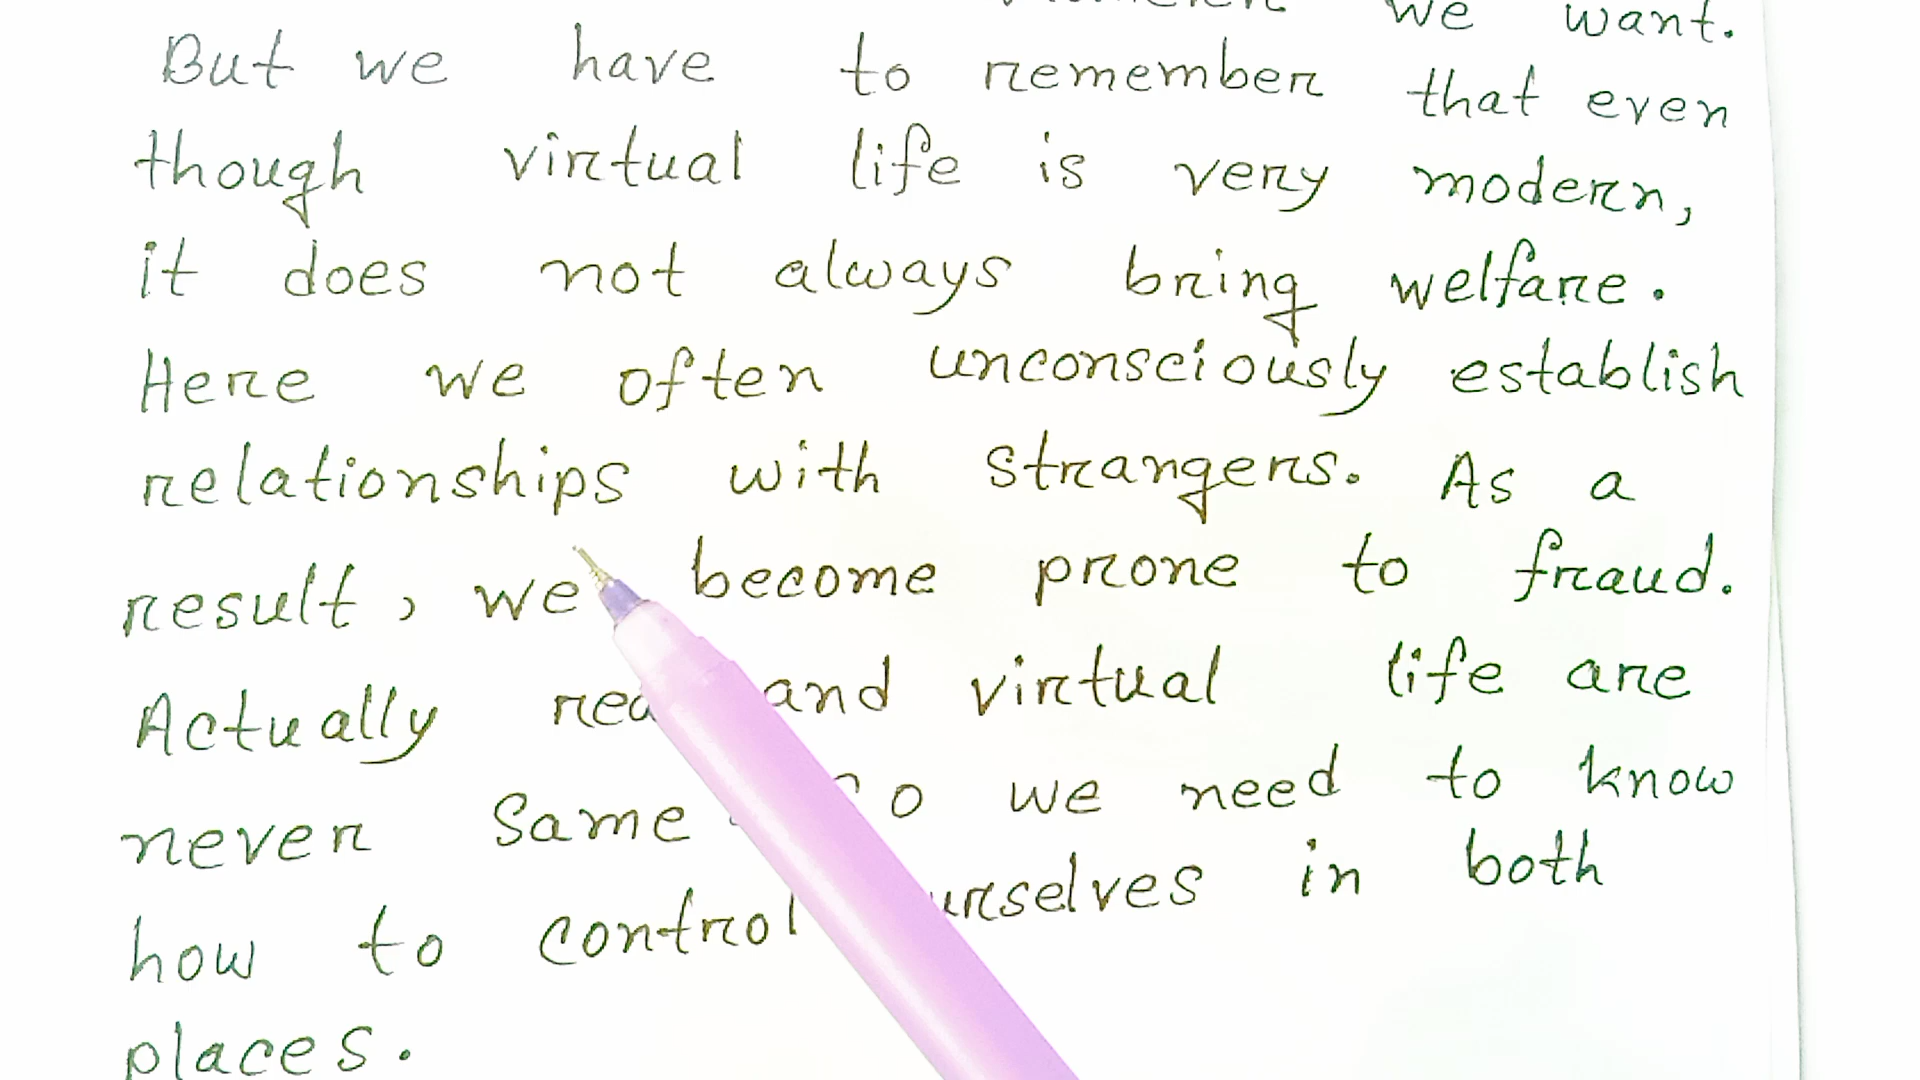 we want.
But we have to remember that even
though virtual life is very modern,
it does not always bring welfare.
Here we often unconsciously establish
relationships with strangers. As a
result, we become prone to fraud.
Actually and virtual life are
never same we need to know
how to control in both
places.